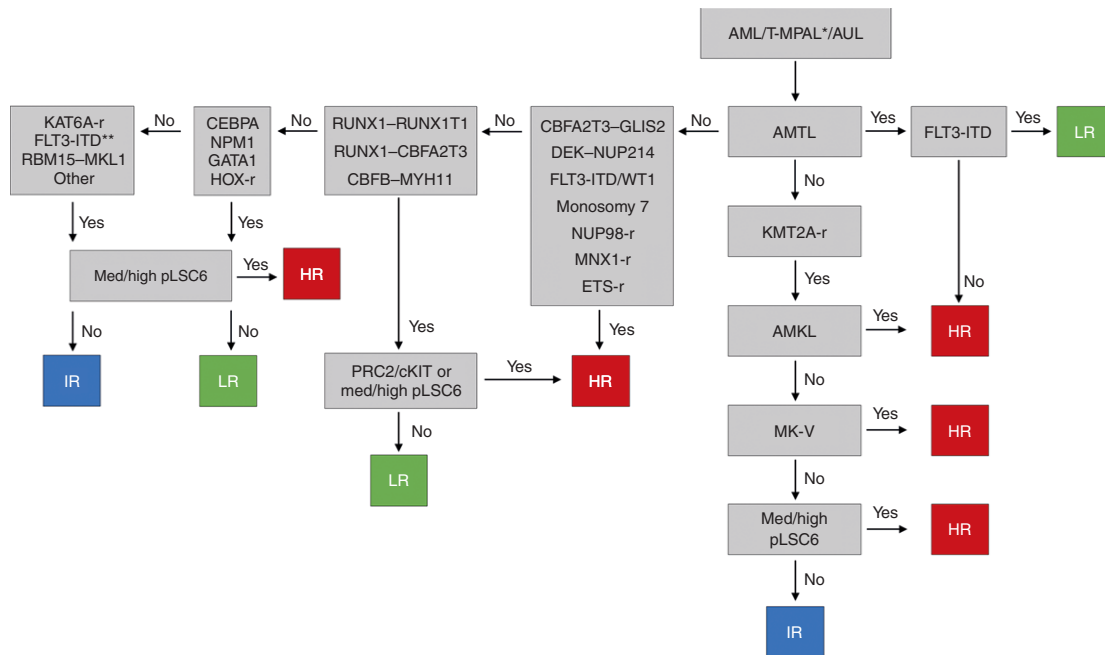 AML/T-MPAL*/AUL
KAT6A-r
FLT3-ITD**
RBM15–MKL1
Other
No
CEBPA
NPM1
GATA1
HOX-r
No
RUNX1–RUNX1T1
RUNX1–CBFA2T3
CBFB–MYH11
No
CBFA2T3–GLIS2
DEK–NUP214
FLT3-ITD/WT1
Monosomy 7
NUP98-r
MNX1-r
ETS-r
No
AMTL
Yes
FLT3-ITD
Yes
LR
No
KMT2A-r
Yes
Yes
Med/high pLSC6
Yes
HR
Yes
No
AMKL
Yes
HR
No
No
IR
LR
Yes
PRC2/cKIT or
med/high pLSC6
Yes
HR
No
MK-V
Yes
HR
No
LR
No
Med/high
pLSC6
Yes
HR
No
IR